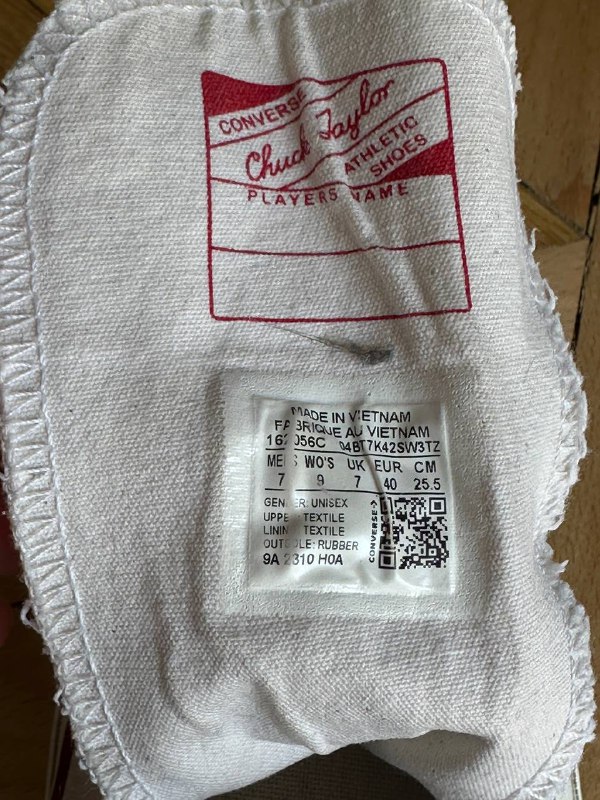 CONVERSE
Chuck Taylor
ATHLETIC
SHOES
PLAYERS NAME
MADE IN VIETNAM
FABRIQUE AU VIETNAM
MEN'S WO'S UK EUR CM
7 9 7 40 25.5
GENDER: UNISEX
UPPER: TEXTILE
LINING: TEXTILE
OUTSOLE: RUBBER
CONVERSE
9A 2310 H0A